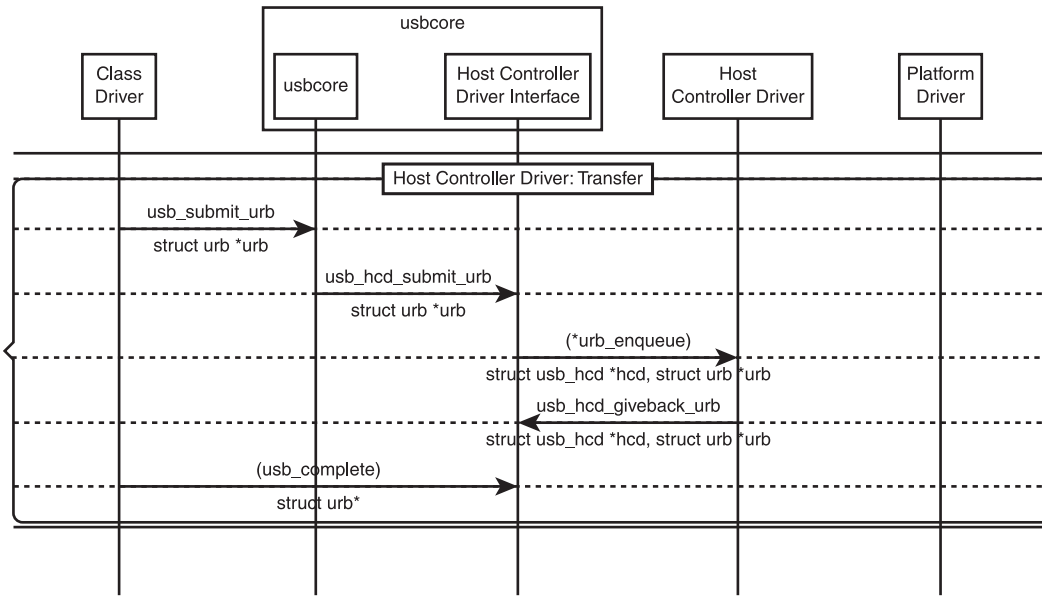 usbcore
Class
Driver
usbcore
Host Controller
Driver Interface
Host
Controller Driver
Platform
Driver
Host Controller Driver: Transfer
usb_submit_urb
struct urb *urb
usb_hcd_submit_urb
struct urb *urb
(*urb_enqueue)
struct usb_hcd *hcd, struct urb *urb
usb_hcd_giveback_urb
struct usb_hcd *hcd, struct urb *urb
(usb_complete)
struct urb*